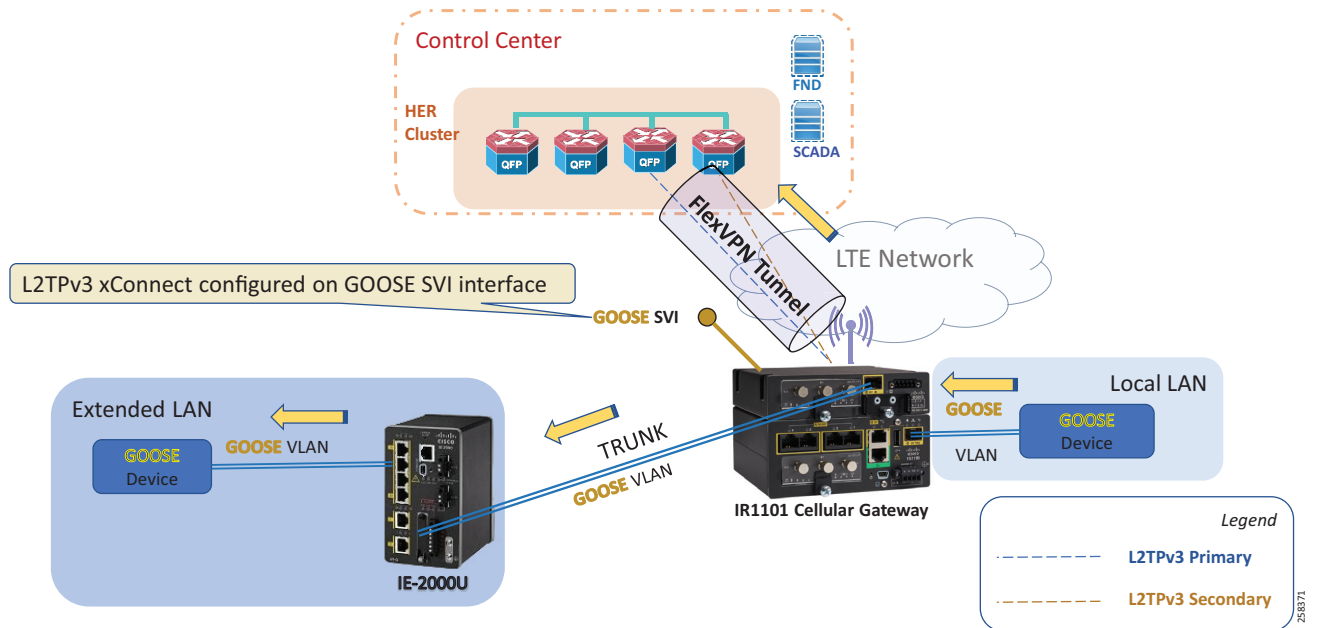 Control Center
FND
HER
Cluster
QFP
QFP
QFP
QFP
SCADA
FlexVPN Tunnel
LTE Network
L2TPv3 xConnect configured on GOOSE SVI interface
GOOSE SVI
Extended LAN
GOOSE VLAN
GOOSE
Device
CISCO
IE-2000U
TRUNK
GOOSE VLAN
IR1101 Cellular Gateway
Local LAN
GOOSE
GOOSE
Device
VLAN
Legend
L2TPv3 Primary
L2TPv3 Secondary
258371